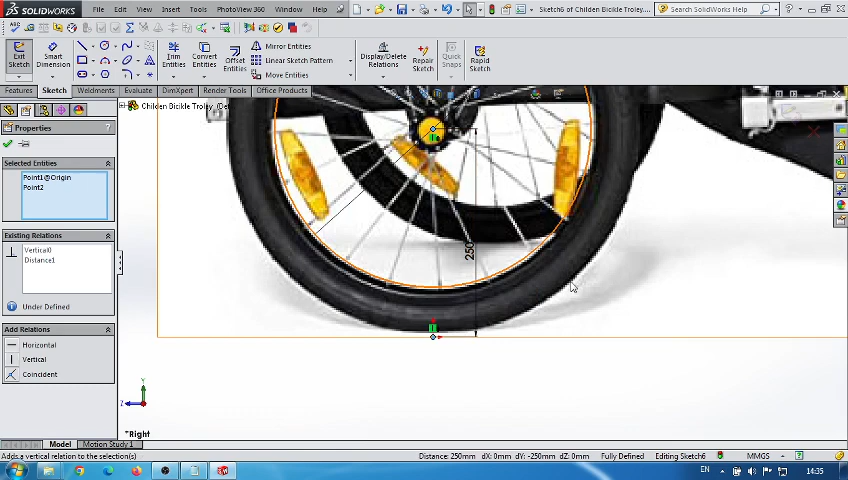 SOLIDWORKS
Sketch6 of Childen Bicikle Troley...
Search SolidWorks Help
Exit Sketch
Smart Dimension
Trim Entities
Convert Entities
Offset Entities
Mirror Entities
Linear Sketch Pattern
Move Entities
Display/Delete Relations
Repair Sketch
Quick Snaps
Rapid Sketch
File Edit View Insert Tools PhotoView 360 Window Help
Features Sketch Weldments Evaluate DimXpert Render Tools Office Products
Childen Bicikle Troley (De
Properties
Selected Entities
Point1@Origin
Point2
Existing Relations
Vertical0
Distance1
Under Defined
Add Relations
Horizontal
Vertical
Coincident
250
Y
Z
*Right
Model Motion Study 1
Adds a vertical relation to the selection(s)
Distance: 250mm dX: 0mm dY: -250mm dZ: 0mm Fully Defined Editing Sketch6 MMGS
EN 14:35